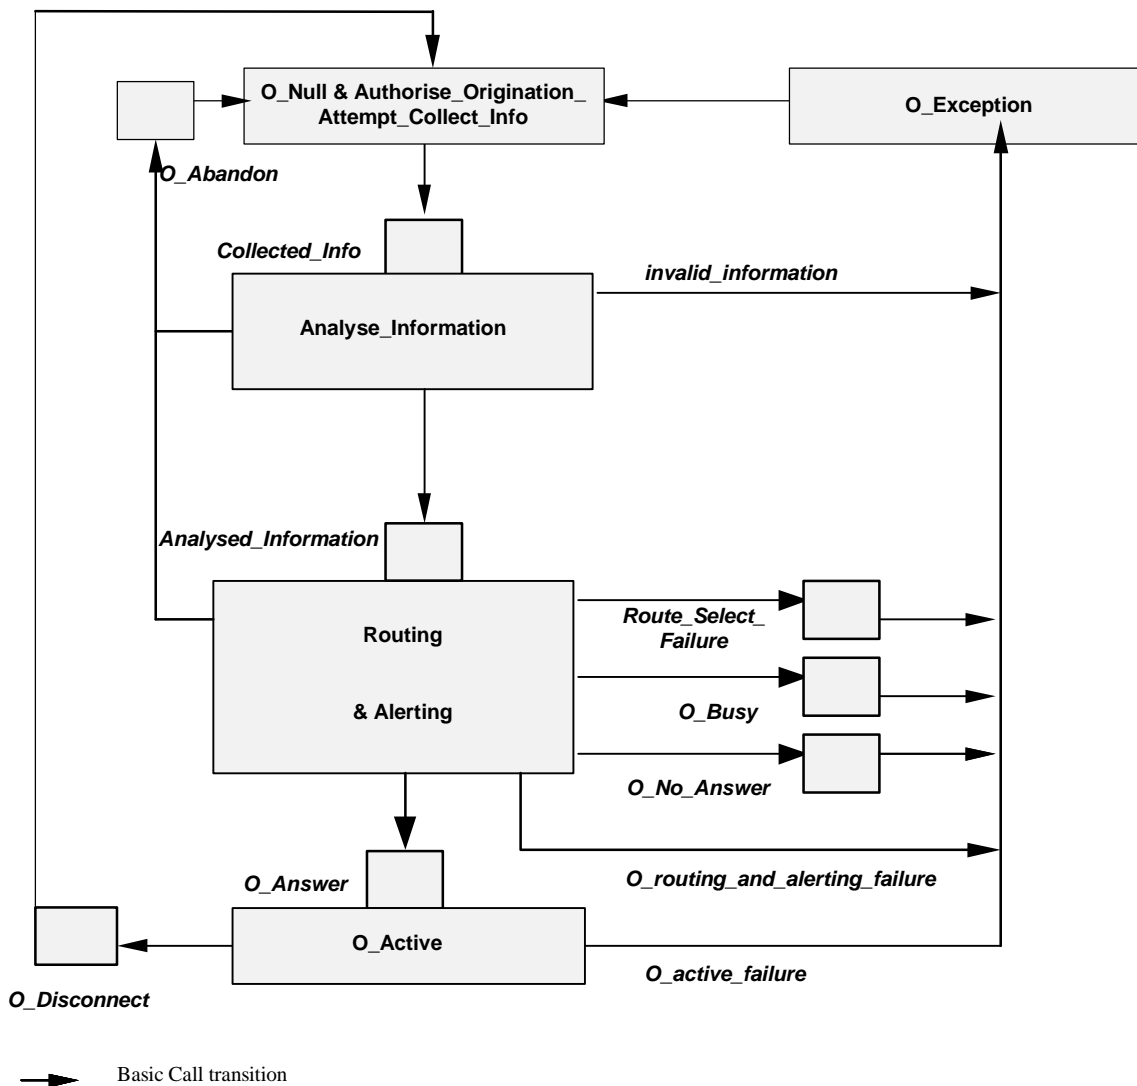 O_Null & Authorise_Origination_
Attempt_Collect_Info
O_Exception
O_Abandon
Collected_Info
invalid_information
Analyse_Information
Analysed_Information
Route_Select_
Failure
Routing
& Alerting
O_Busy
O_No_Answer
O_routing_and_alerting_failure
O_Answer
O_Active
O_active_failure
O_Disconnect
Basic Call transition